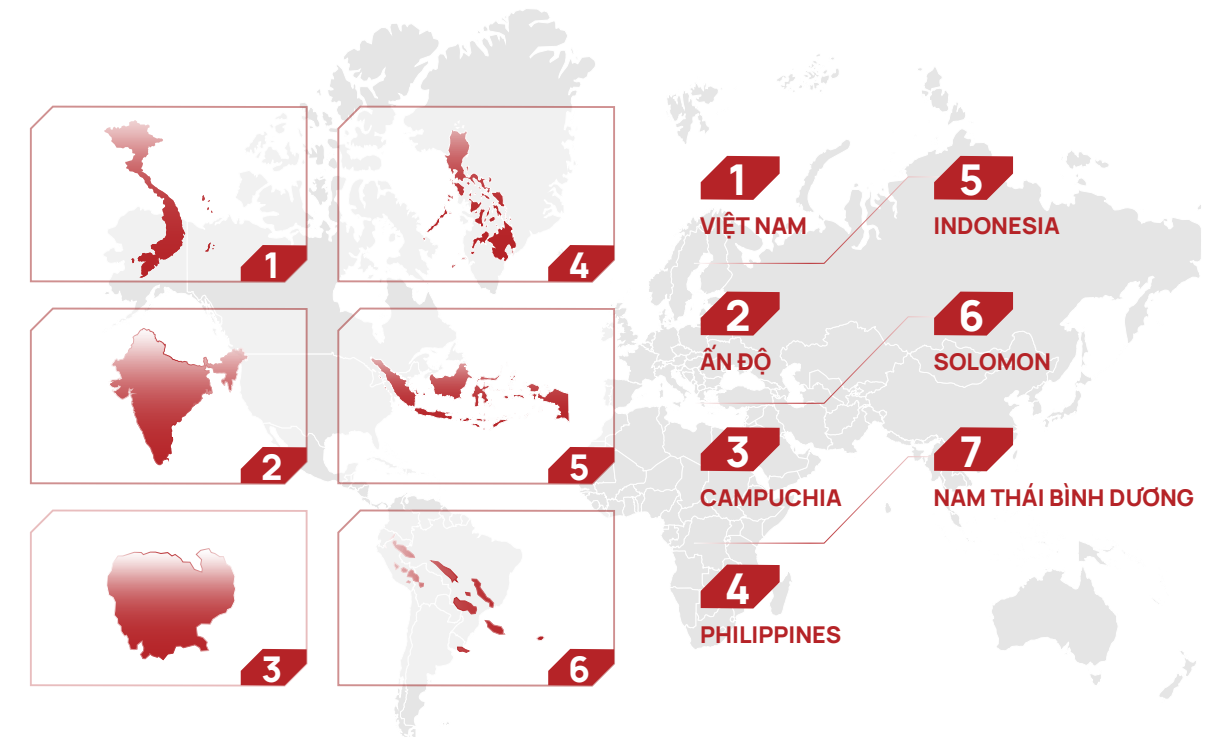 1
4
2
5
3
6
1
VIỆT NAM
5
INDONESIA
2
ẤN ĐỘ
6
SOLOMON
3
CAMPUCHIA
7
NAM THÁI BÌNH DƯƠNG
4
PHILIPPINES